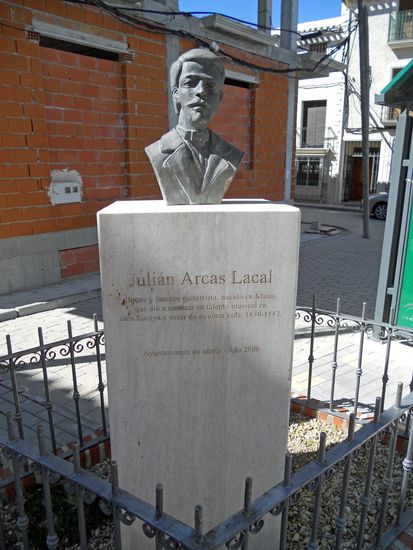 Julián Arcas Lacal
Ilustre y famoso guitarrista, nacido en María,
que dio a conocer su talento musical en
toda Europa a pesar de su corta vida. 1830-1882
Ayuntamiento de María - Año 2006